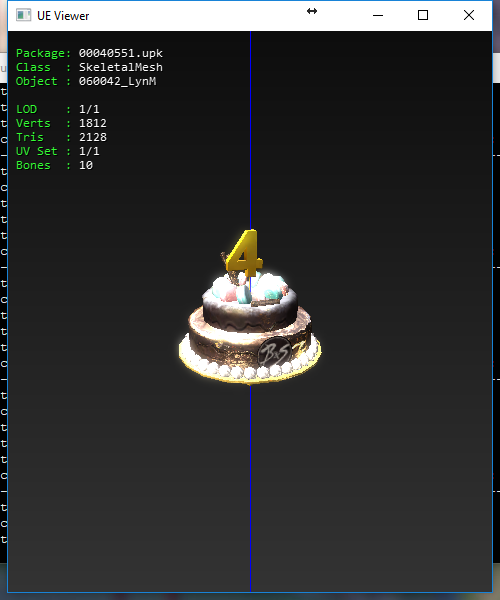 UE Viewer
Package: 00040551.upk
Class : SkeletalMesh
Object : 060042_LynM
LOD : 1/1
Verts : 1812
Tris : 2128
UV Set : 1/1
Bones : 10
4
B&S